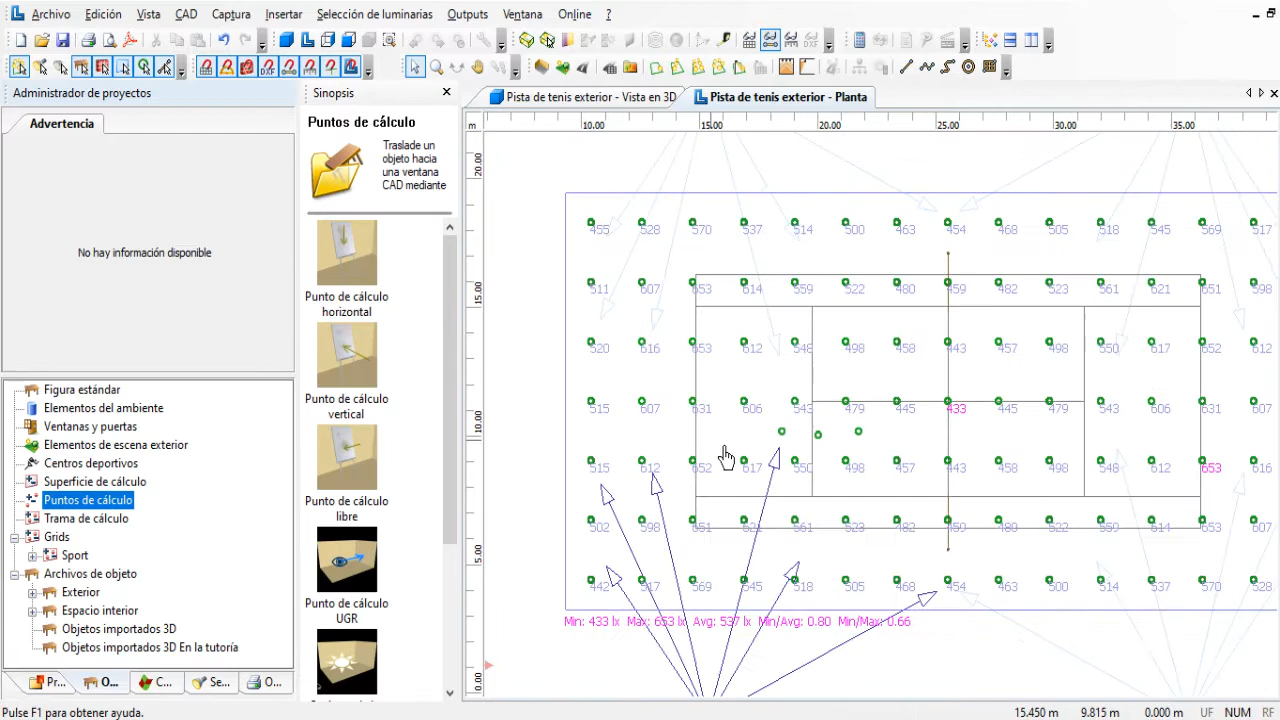 Archivo Edición Vista CAD Captura Insertar Selección de luminarias Outputs Ventana Online ?
Administrador de proyectos
Advertencia
No hay información disponible
Figura estándar
Elementos del ambiente
Ventanas y puertas
Elementos de escena exterior
Centros deportivos
Superficie de cálculo
Puntos de cálculo
Trama de cálculo
Grids
Sport
Archivos de objeto
Exterior
Espacio interior
Objetos importados 3D
Objetos importados 3D En la tutoría
Pr... O... C... Se... O...
Sinopsis
Puntos de cálculo
Traslade un
objeto hacia
una ventana
CAD mediante
Punto de cálculo
horizontal
Punto de cálculo
vertical
Punto de cálculo
libre
Punto de cálculo
UGR
Pista de tenis exterior - Vista en 3D Pista de tenis exterior - Planta
m 10.00 15.00 20.00 25.00 30.00 35.00
20.00
15.00
10.00
5.00
0.00
455 528 570 537 514 500 463 454 468 505 518 545 569 517
511 607 653 614 559 522 480 459 482 523 561 621 651 598
520 616 653 612 548 498 458 443 457 498 550 617 652 612
515 607 631 606 543 479 445 433 445 479 543 606 631 607
515 612 652 617 550 498 457 443 458 498 548 612 653 616
502 598 651 621 561 523 482 459 480 522 559 614 653 607
442 517 569 545 518 505 468 454 463 500 514 537 570 528
Min: 433 lx Max: 653 lx Avg: 537 lx Min/Avg: 0.80 Min/Max: 0.66
Pulse F1 para obtener ayuda. 15.450 m 9.815 m 0.000 m UF NUM RF